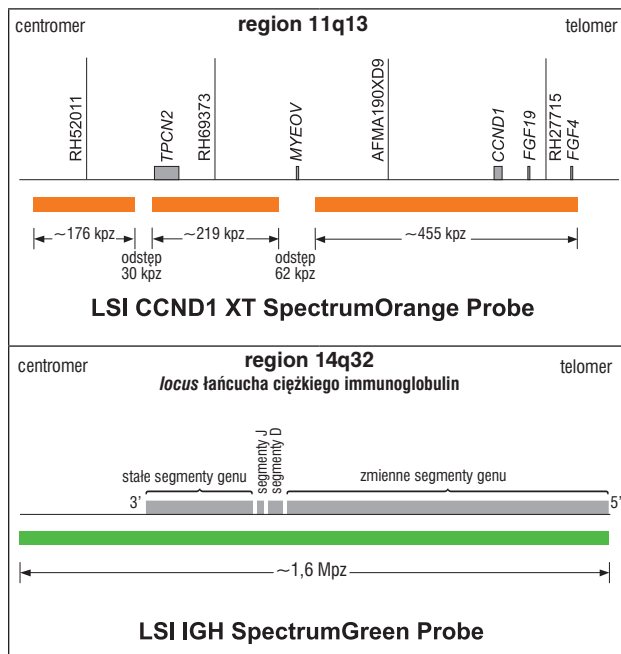 centromer
region 11q13
telomer
RH52011
TPCN2
RH69373
MYEOV
AFMA190XD9
CCND1
FGF19
RH27715
FGF4
~176 kpz
~219 kpz
~455 kpz
odstęp
30 kpz
odstęp
62 kpz
LSI CCND1 XT SpectrumOrange Probe
centromer
region 14q32
telomer
locus łańcucha ciężkiego immunoglobulin
stałe segmenty genu
segmenty J
segmenty D
zmienne segmenty genu
3’
5’
~1,6 Mpz
LSI IGH SpectrumGreen Probe